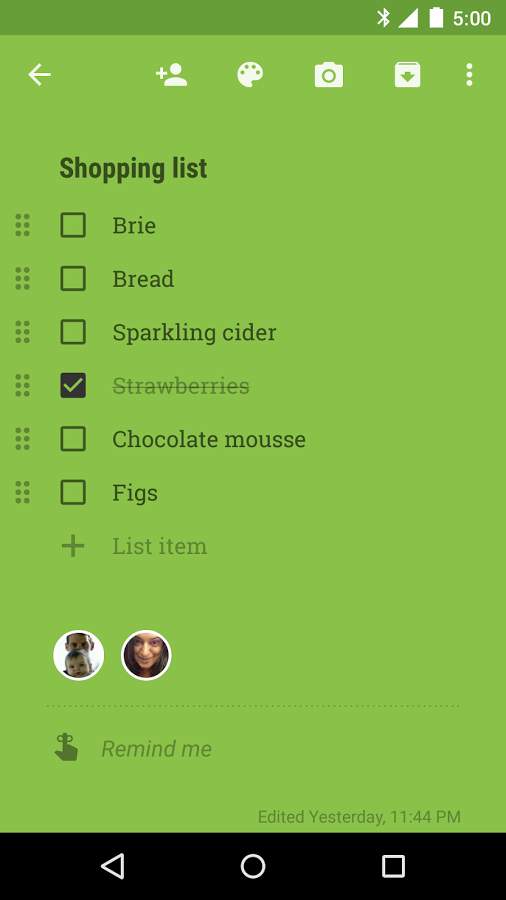 5:00
Shopping list
Brie
Bread
Sparkling cider
Strawberries
Chocolate mousse
Figs
List item
Remind me
Edited Yesterday, 11:44 PM